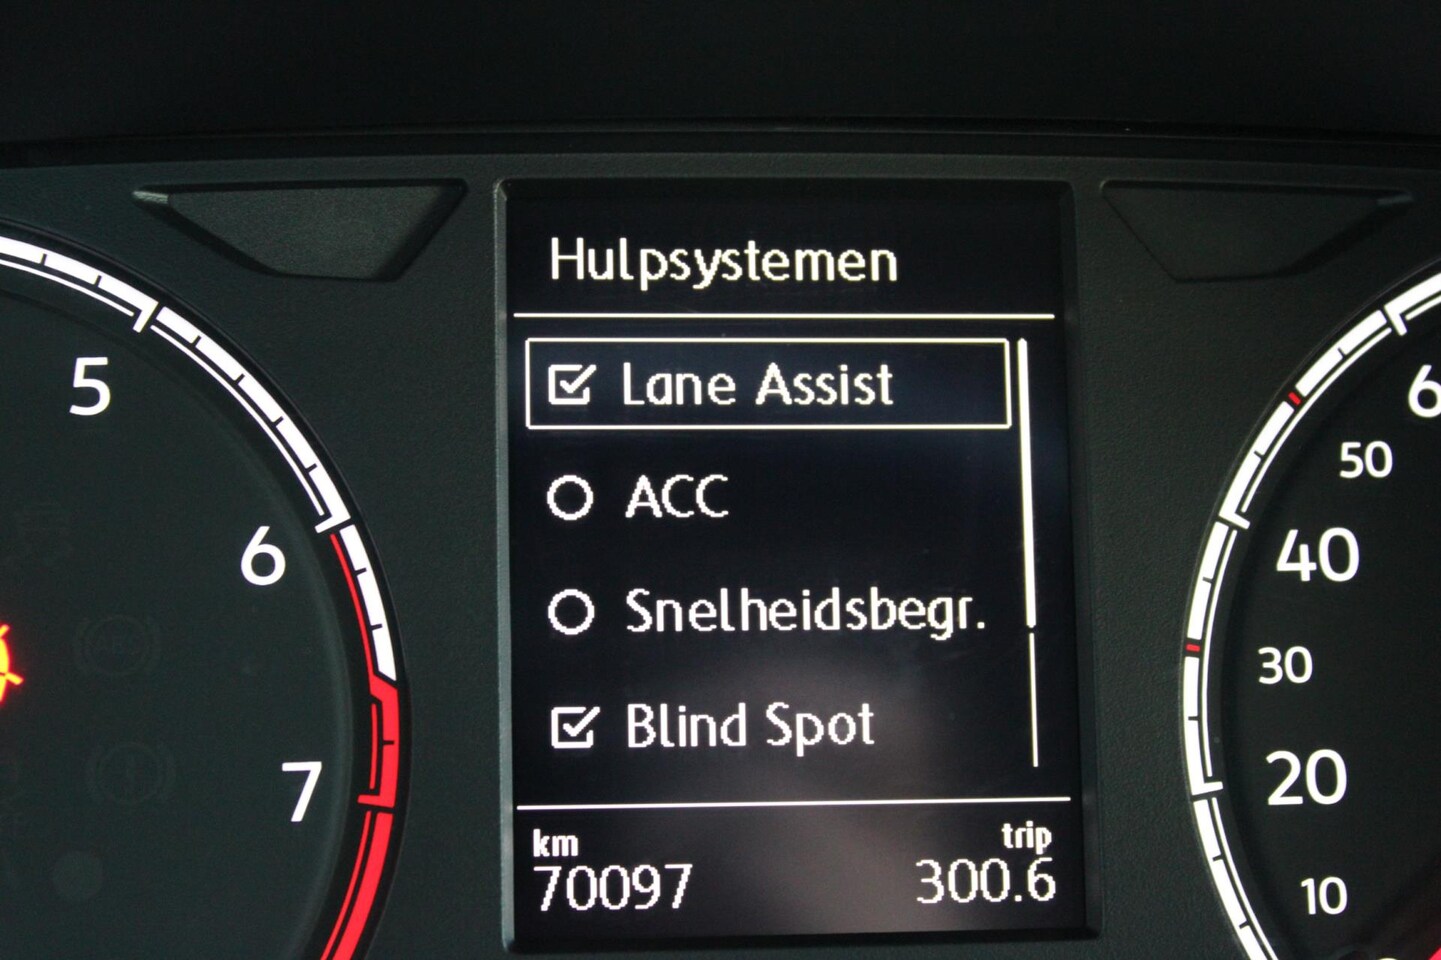 Hulpsystemen
Lane Assist
ACC
Snelheidsbegr.
Blind Spot
km
trip
70097
300.6
5
6
7
6
50
40
30
20
10